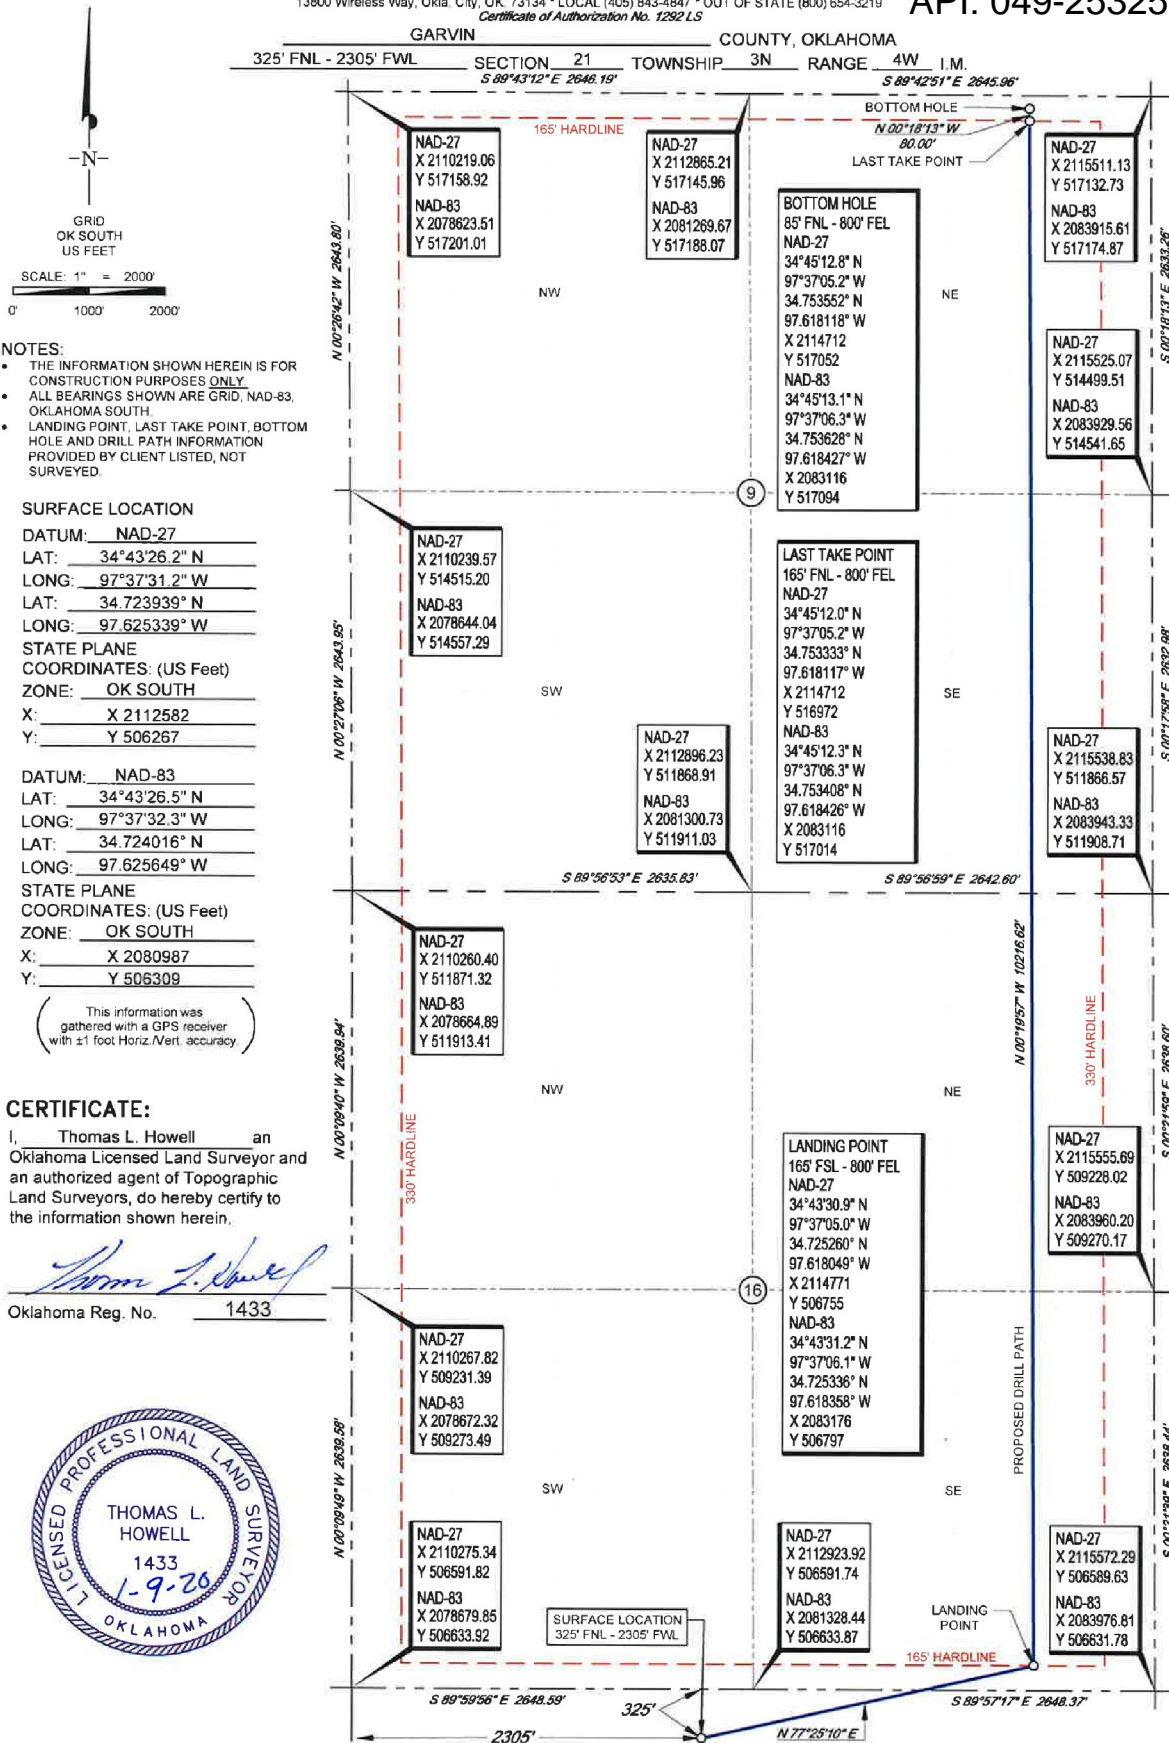 13800 Wireless Way, Okla. City, OK. 73134 * LOCAL (405) 843-4847 * OUT OF STATE (800) 654-3219
Certificate of Authorization No. 1292 LS
API: 049-25325
GARVIN COUNTY, OKLAHOMA
325' FNL - 2305' FWL SECTION 21 TOWNSHIP 3N RANGE 4W I.M.
S 89°43'12" E 2646.19'
S 89°42'51" E 2645.96'
-N-
GRID
OK SOUTH
US FEET
SCALE: 1" = 2000'
0' 1000' 2000'
NOTES:
• THE INFORMATION SHOWN HEREIN IS FOR
CONSTRUCTION PURPOSES ONLY.
• ALL BEARINGS SHOWN ARE GRID, NAD-83,
OKLAHOMA SOUTH.
• LANDING POINT, LAST TAKE POINT, BOTTOM
HOLE AND DRILL PATH INFORMATION
PROVIDED BY CLIENT LISTED, NOT
SURVEYED.
SURFACE LOCATION
DATUM: NAD-27
LAT: 34°43'26.2" N
LONG: 97°37'31.2" W
LAT: 34.723939° N
LONG: 97.625339° W
STATE PLANE
COORDINATES: (US Feet)
ZONE: OK SOUTH
X: X 2112582
Y: Y 506267
DATUM: NAD-83
LAT: 34°43'26.5" N
LONG: 97°37'32.3" W
LAT: 34.724016° N
LONG: 97.625649° W
STATE PLANE
COORDINATES: (US Feet)
ZONE: OK SOUTH
X: X 2080987
Y: Y 506309
This information was
gathered with a GPS receiver
with ±1 foot Horiz./Vert. accuracy.
CERTIFICATE:
I, Thomas L. Howell an
Oklahoma Licensed Land Surveyor and
an authorized agent of Topographic
Land Surveyors, do hereby certify to
the information shown herein.
Oklahoma Reg. No. 1433
LICENSED PROFESSIONAL LAND SURVEYOR
THOMAS L.
HOWELL
1433
1-9-20
OKLAHOMA
165' HARDLINE
BOTTOM HOLE
N 00°18'13" W
80.00'
LAST TAKE POINT
NAD-27
X 2110219.06
Y 517158.92
NAD-83
X 2078623.51
Y 517201.01
NAD-27
X 2112865.21
Y 517145.96
NAD-83
X 2081269.67
Y 517188.07
NAD-27
X 2115511.13
Y 517132.73
NAD-83
X 2083915.61
Y 517174.87
BOTTOM HOLE
85' FNL - 800' FEL
NAD-27
34°45'12.8" N
97°37'05.2" W
34.753552° N
97.618118° W
X 2114712
Y 517052
NAD-83
34°45'13.1" N
97°37'06.3" W
34.753628° N
97.618427° W
X 2083116
Y 517094
N 00°26'42" W 2643.80'
S 00°18'13" E 2633.26'
NW
NE
NAD-27
X 2115525.07
Y 514499.51
NAD-83
X 2083929.56
Y 514541.65
9
NAD-27
X 2110239.57
Y 514515.20
NAD-83
X 2078644.04
Y 514557.29
LAST TAKE POINT
165' FNL - 800' FEL
NAD-27
34°45'12.0" N
97°37'05.2" W
34.753333° N
97.618117° W
X 2114712
Y 516972
NAD-83
34°45'12.3" N
97°37'06.3" W
34.753408° N
97.618426° W
X 2083116
Y 517014
N 00°27'06" W 2643.95'
S 00°17'58" E 2632.98'
SW
SE
NAD-27
X 2112896.23
Y 511868.91
NAD-83
X 2081300.73
Y 511911.03
NAD-27
X 2115538.83
Y 511866.57
NAD-83
X 2083943.33
Y 511908.71
S 89°56'53" E 2635.83'
S 89°56'59" E 2642.60'
NAD-27
X 2110260.40
Y 511871.32
NAD-83
X 2078664.89
Y 511913.41
N 00°19'57" W 10216.62'
N 00°09'40" W 2639.94'
330' HARDLINE
330' HARDLINE
S 00°21'59" E 2638.60'
NW
NE
LANDING POINT
165' FSL - 800' FEL
NAD-27
34°43'30.9" N
97°37'05.0" W
34.725260° N
97.618049° W
X 2114771
Y 506755
NAD-83
34°43'31.2" N
97°37'06.1" W
34.725336° N
97.618358° W
X 2083176
Y 506797
NAD-27
X 2115555.69
Y 509228.02
NAD-83
X 2083960.20
Y 509270.17
16
NAD-27
X 2110267.82
Y 509231.39
NAD-83
X 2078672.32
Y 509273.49
PROPOSED DRILL PATH
N 00°09'49" W 2639.58'
SW
SE
NAD-27
X 2110275.34
Y 506591.82
NAD-83
X 2078679.85
Y 506633.92
NAD-27
X 2112923.92
Y 506591.74
NAD-83
X 2081328.44
Y 506633.87
NAD-27
X 2115572.29
Y 506589.63
NAD-83
X 2083976.81
Y 506631.78
SURFACE LOCATION
325' FNL - 2305' FWL
LANDING
POINT
165' HARDLINE
S 89°59'56" E 2648.59'
S 89°57'17" E 2648.37'
325'
2305'
N 77°25'10" E